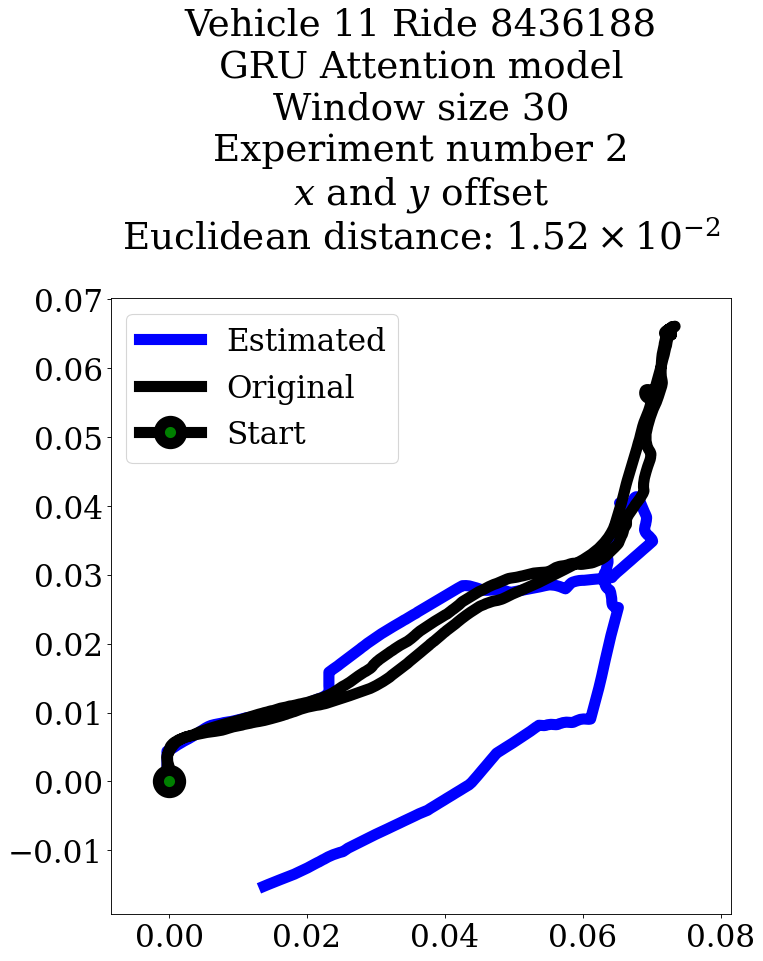 Vehicle 11 Ride 8436188
GRU Attention model
Window size 30
Experiment number 2
x and y offset
Euclidean distance: 1.52 × 10⁻²
0.07
0.06
0.05
0.04
0.03
0.02
0.01
0.00
−0.01
Estimated
Original
Start
0.00 0.02 0.04 0.06 0.08